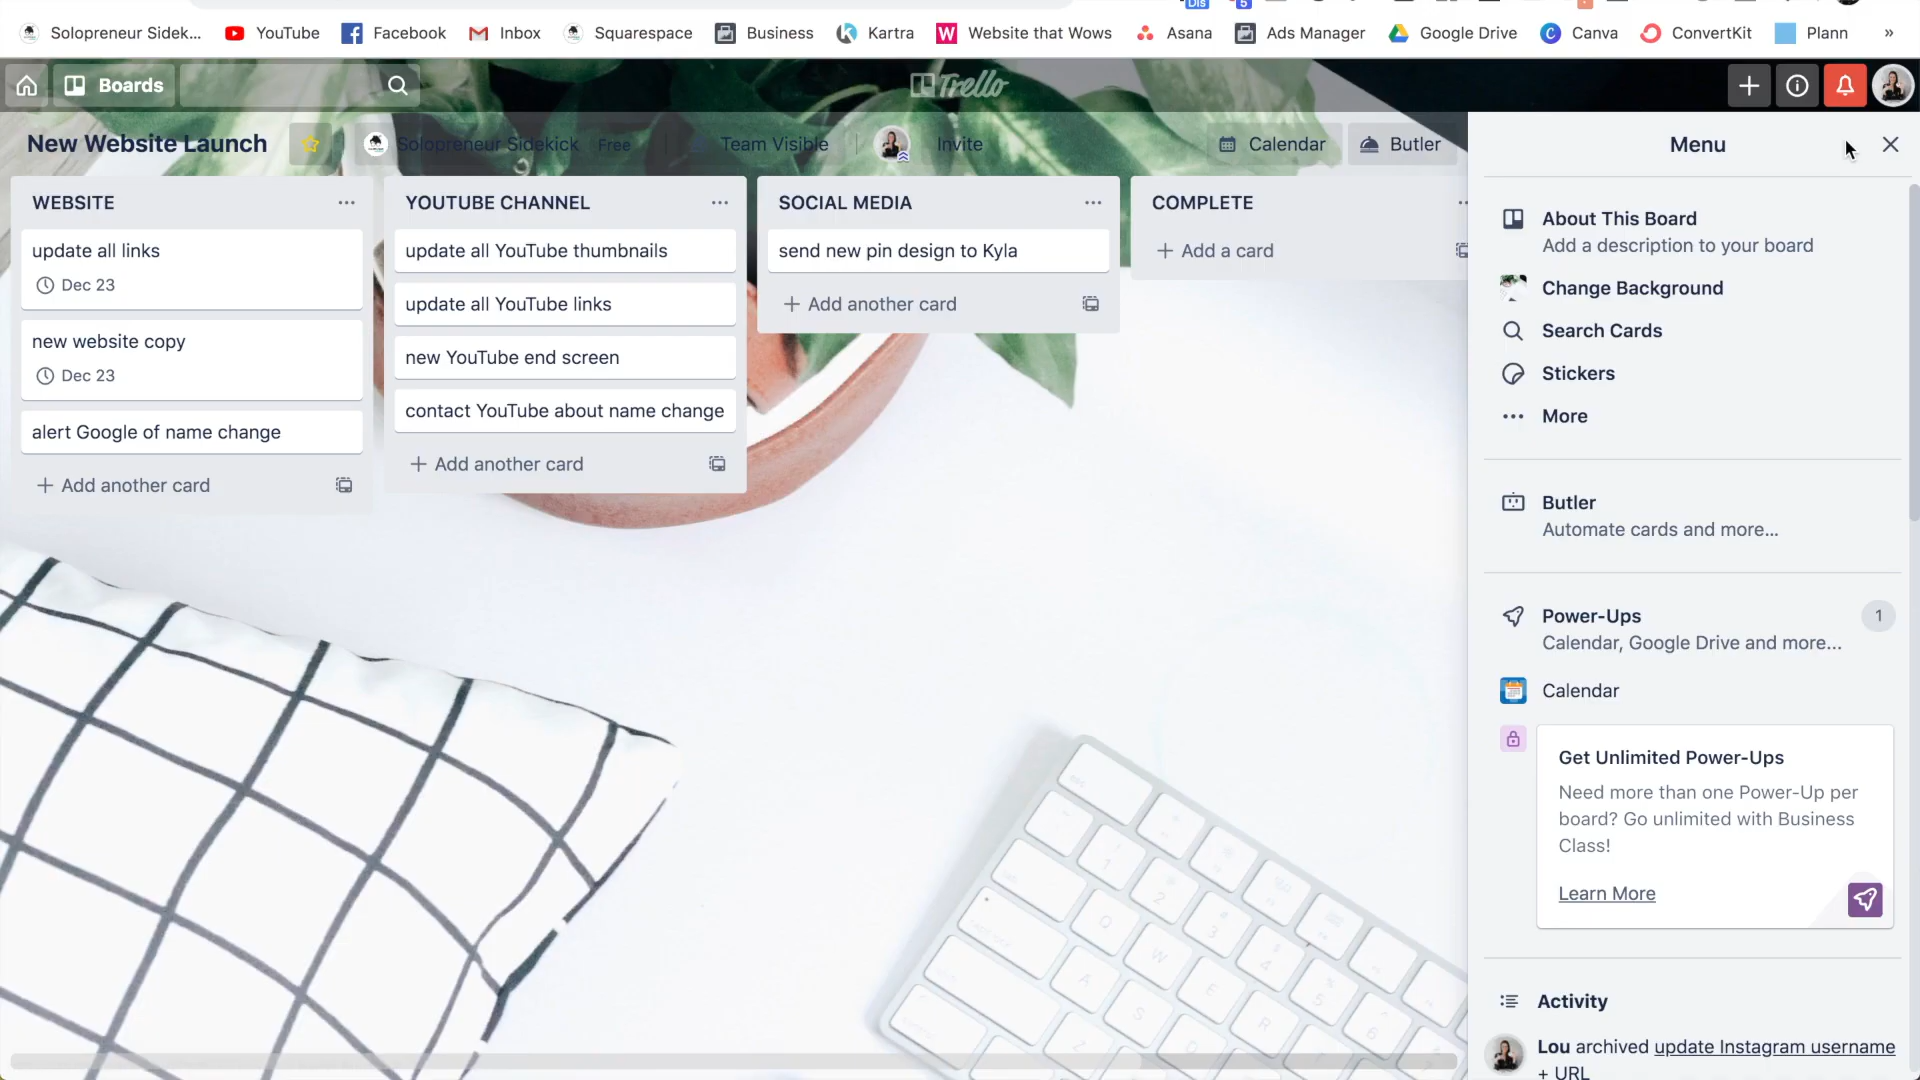 Dis
5
Solopreneur Sidek...
YouTube
Facebook
Inbox
Squarespace
Business
Kartra
Website that Wows
Asana
Ads Manager
Google Drive
Canva
ConvertKit
Plann
»
Boards
Trello
New Website Launch
Solopreneur Sidekick
Free
Team Visible
Invite
Calendar
Butler
WEBSITE
update all links
Dec 23
new website copy
Dec 23
alert Google of name change
+ Add another card
YOUTUBE CHANNEL
update all YouTube thumbnails
update all YouTube links
new YouTube end screen
contact YouTube about name change
+ Add another card
SOCIAL MEDIA
send new pin design to Kyla
+ Add another card
COMPLETE
+ Add a card
Menu
About This Board
Add a description to your board
Change Background
Search Cards
Stickers
More
Butler
Automate cards and more...
Power-Ups
1
Calendar, Google Drive and more...
Calendar
Get Unlimited Power-Ups
Need more than one Power-Up per
board? Go unlimited with Business
Class!
Learn More
Activity
Lou archived update Instagram username
+ URL